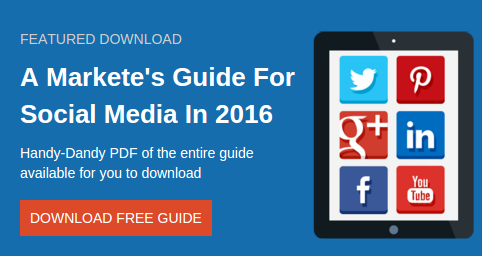 FEATURED DOWNLOAD
A Markete's Guide For
Social Media In 2016
Handy-Dandy PDF of the entire guide
available for you to download
DOWNLOAD FREE GUIDE
g+
in
f
You
Tube